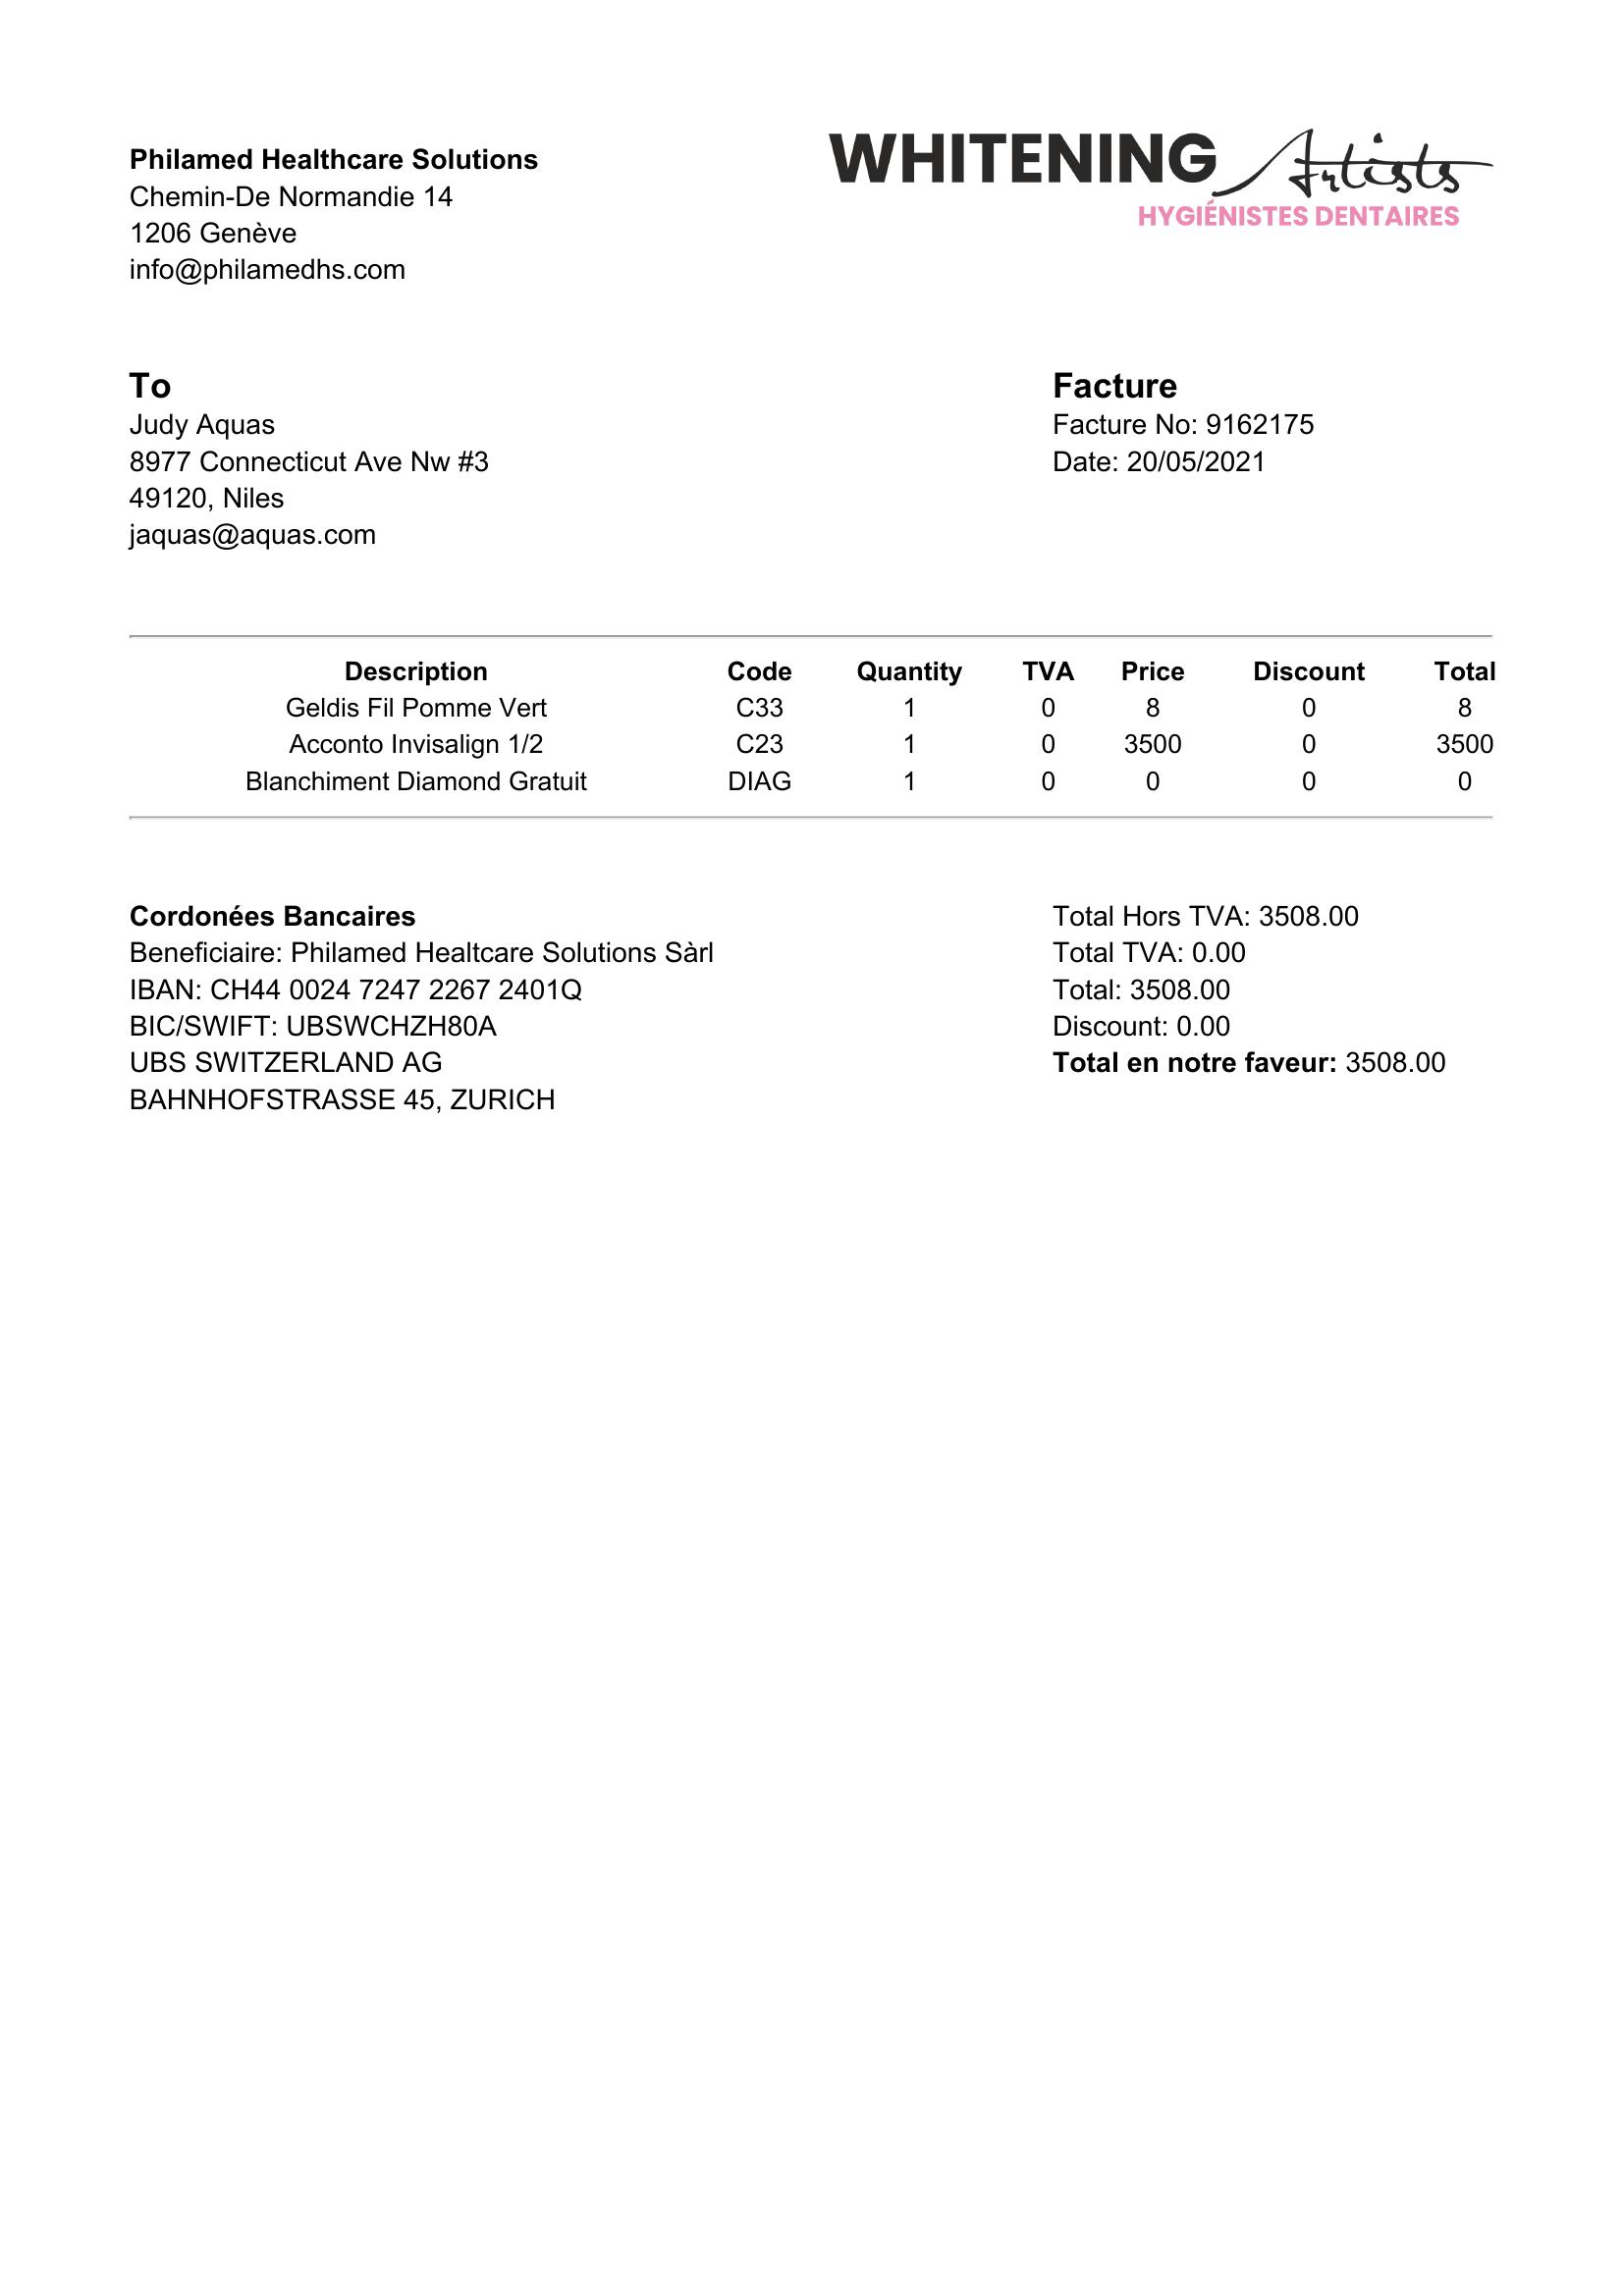 Philamed Healthcare Solutions
Chemin-De Normandie 14
1206 Genève
info@philamedhs.com
WHITENING Artists
HYGIÉNISTES DENTAIRES
To
Judy Aquas
8977 Connecticut Ave Nw #3
49120, Niles
jaquas@aquas.com
Facture
Facture No: 9162175
Date: 20/05/2021
Description Code Quantity TVA Price Discount Total
Geldis Fil Pomme Vert C33 1 0 8 0 8
Acconto Invisalign 1/2 C23 1 0 3500 0 3500
Blanchiment Diamond Gratuit DIAG 1 0 0 0 0
Cordonées Bancaires
Beneficiaire: Philamed Healtcare Solutions Sàrl
IBAN: CH44 0024 7247 2267 2401Q
BIC/SWIFT: UBSWCHZH80A
UBS SWITZERLAND AG
BAHNHOFSTRASSE 45, ZURICH
Total Hors TVA: 3508.00
Total TVA: 0.00
Total: 3508.00
Discount: 0.00
Total en notre faveur: 3508.00